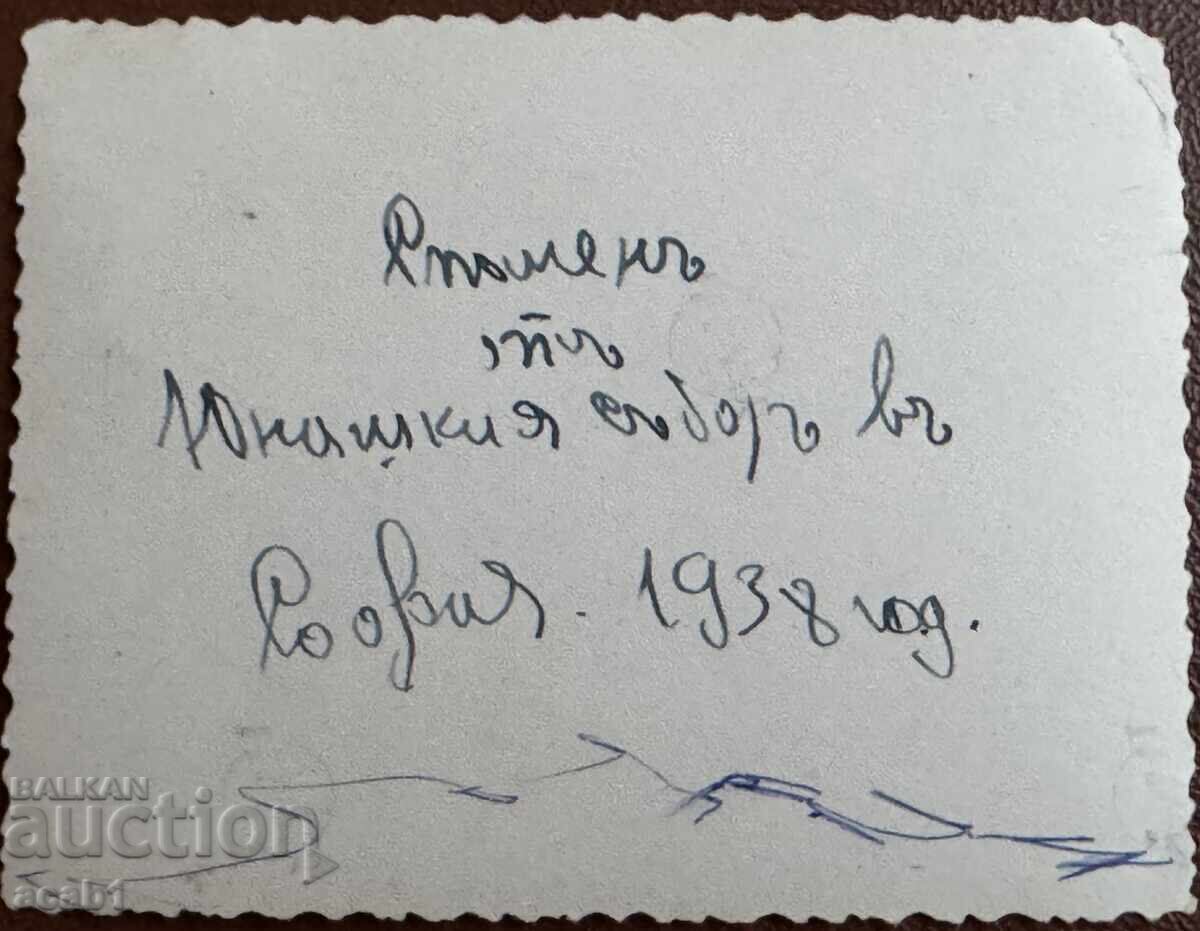 Споменъ
отъ
Юнашкия съборъ въ
София. 1938 год.
BALKAN
auction
acab1